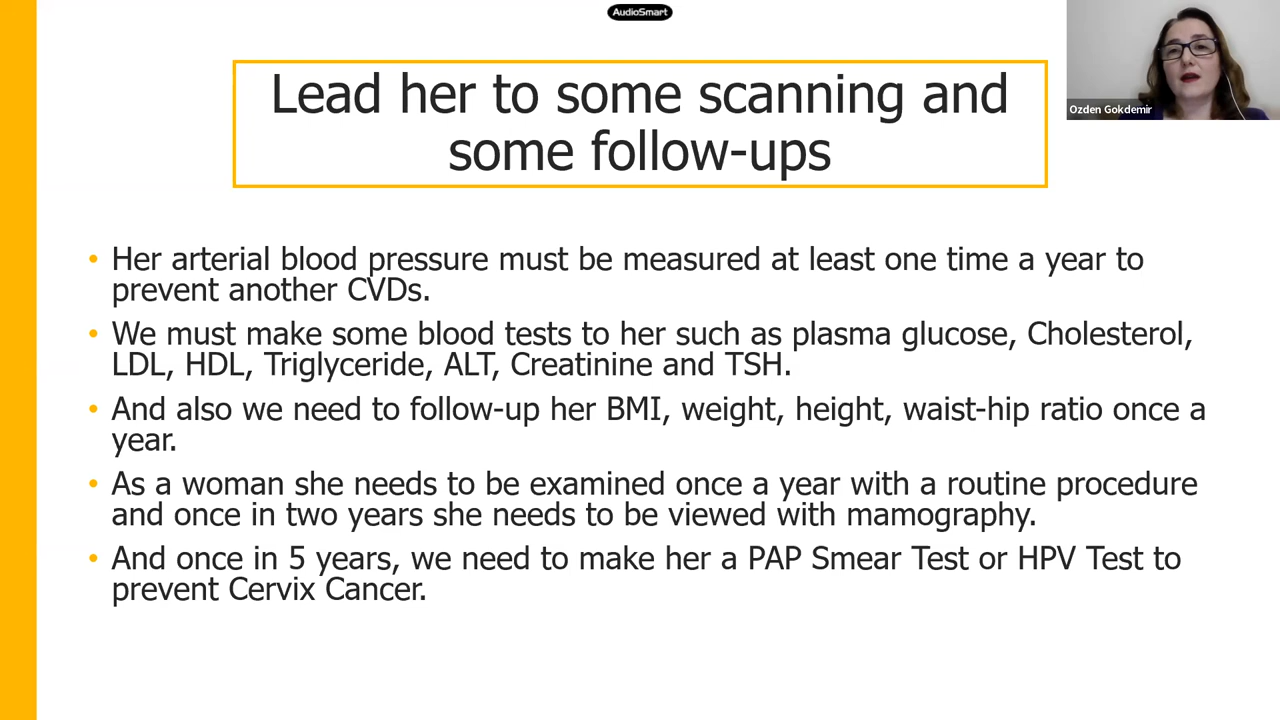 AudioSmart
Lead her to some scanning and
some follow-ups
Ozden Gokdemir
• Her arterial blood pressure must be measured at least one time a year to
prevent another CVDs.
• We must make some blood tests to her such as plasma glucose, Cholesterol,
LDL, HDL, Triglyceride, ALT, Creatinine and TSH.
• And also we need to follow-up her BMI, weight, height, waist-hip ratio once a
year.
• As a woman she needs to be examined once a year with a routine procedure
and once in two years she needs to be viewed with mamography.
• And once in 5 years, we need to make her a PAP Smear Test or HPV Test to
prevent Cervix Cancer.